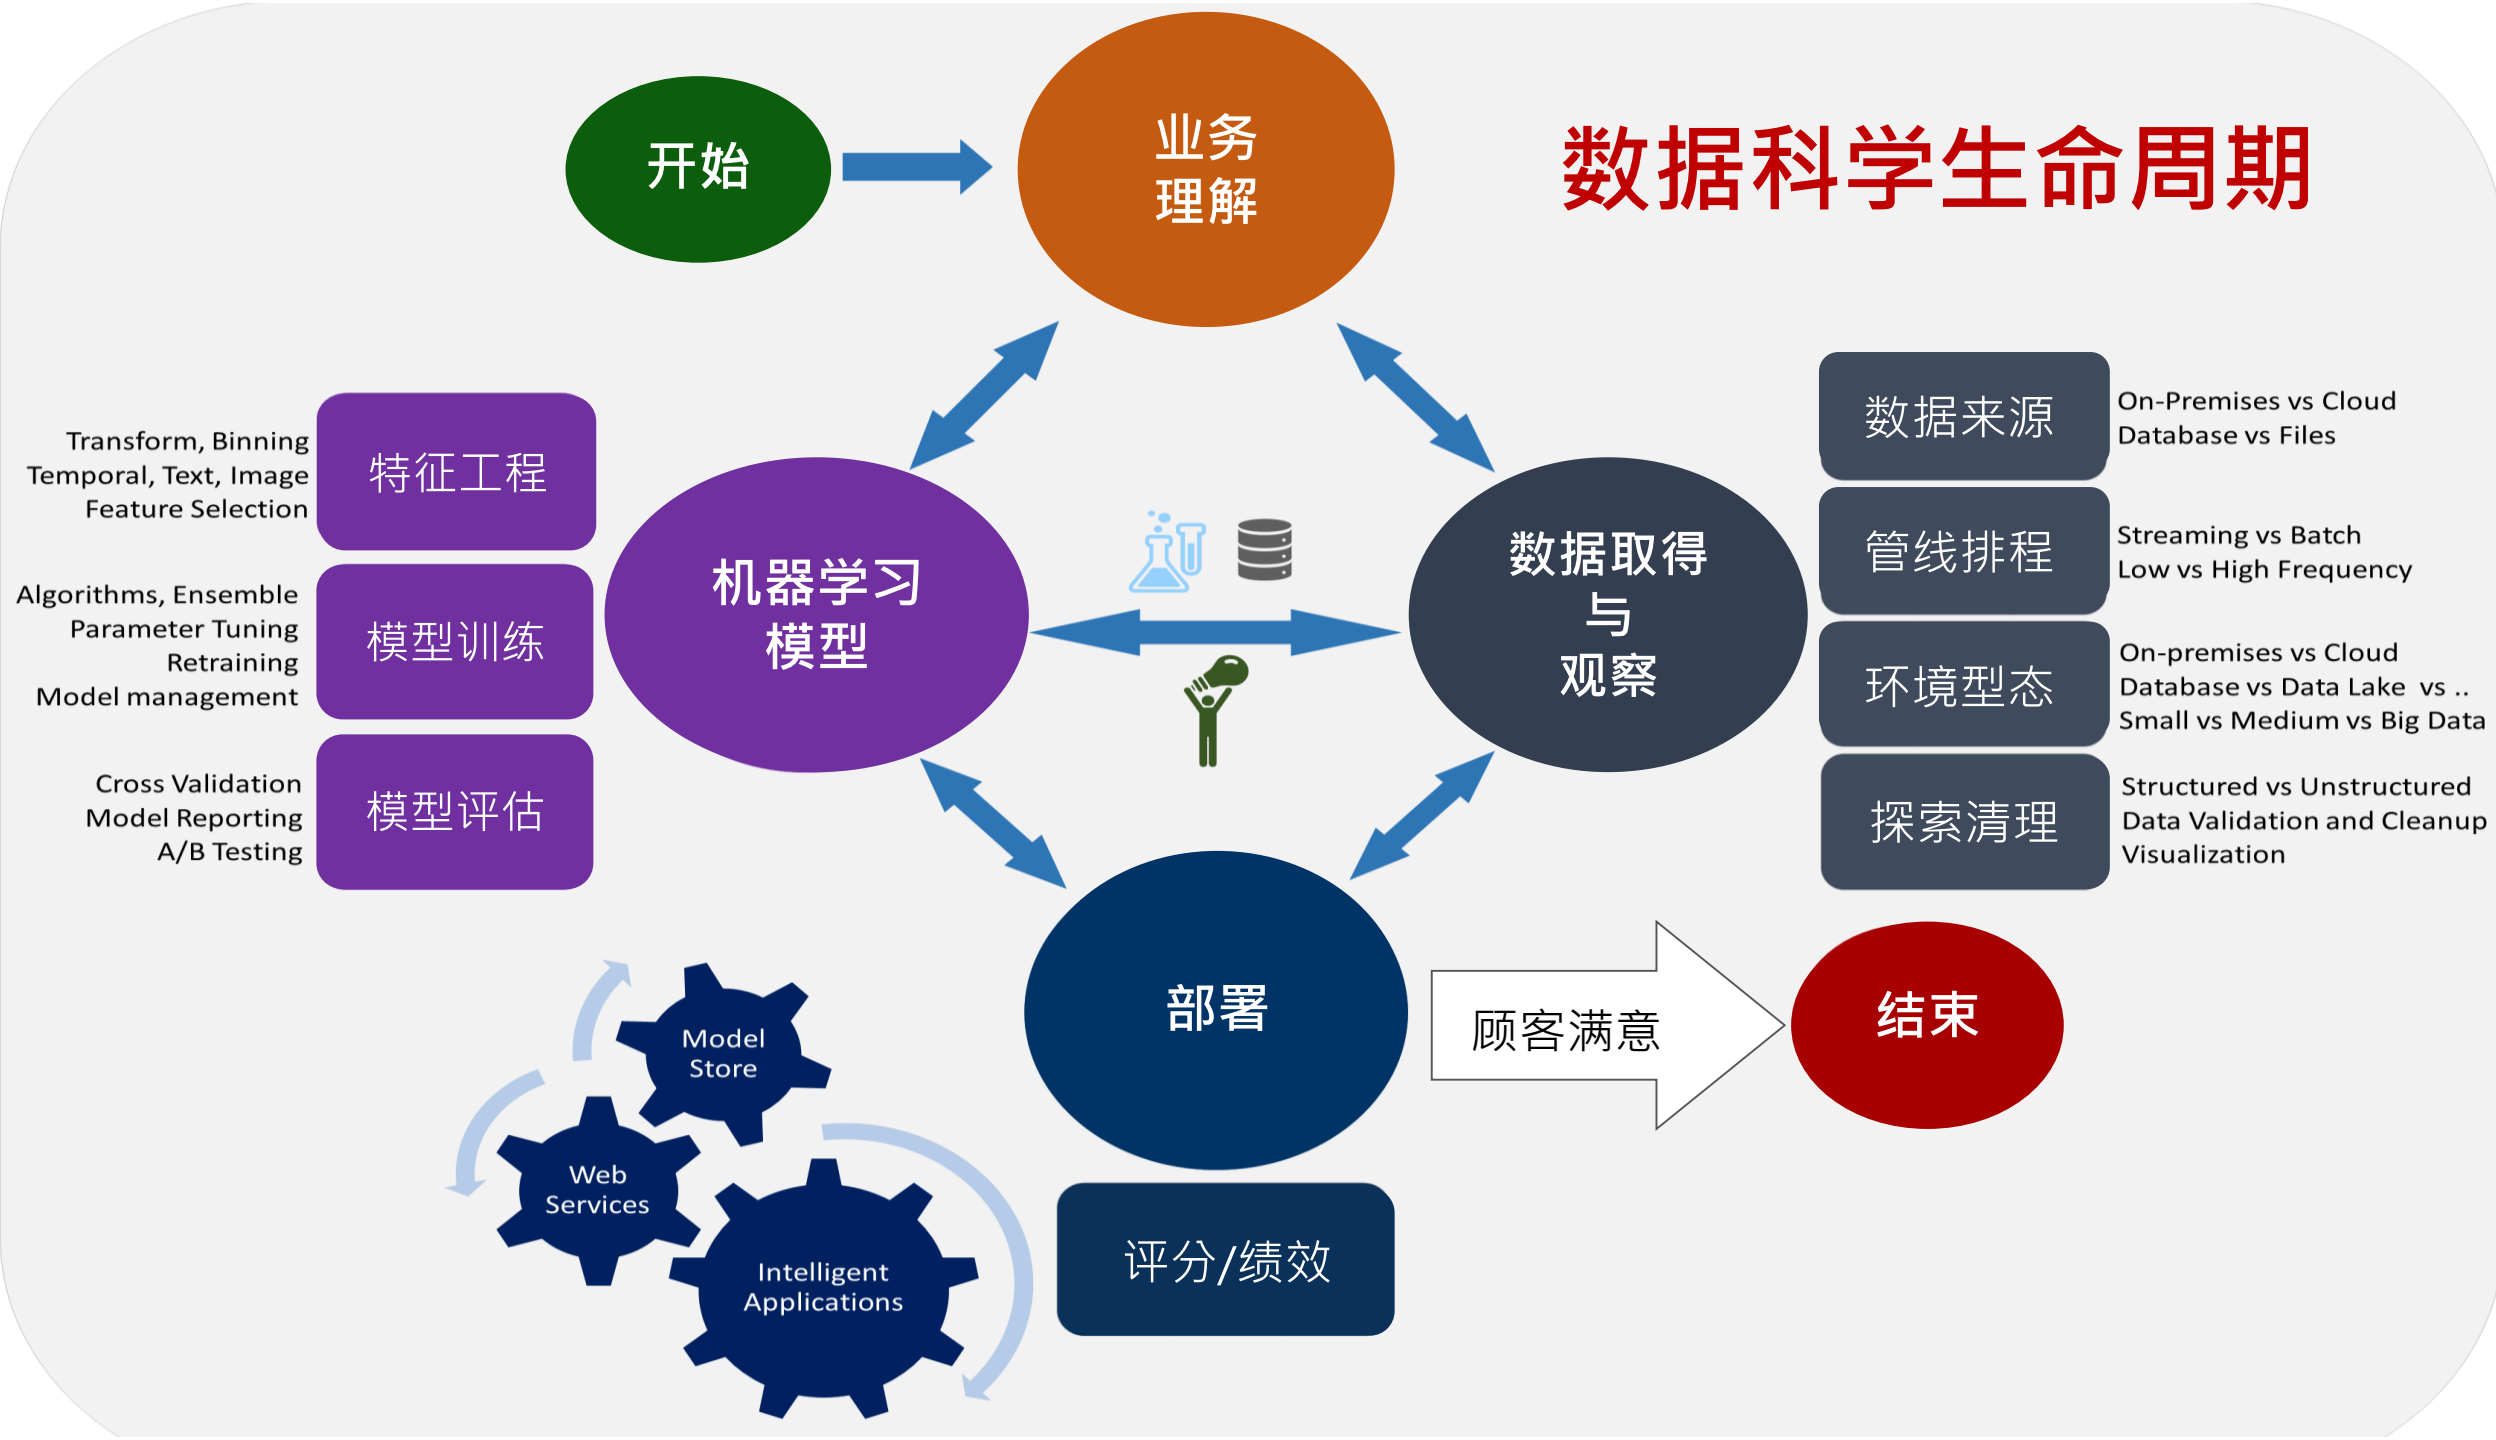 开始
业务
理解
数据科学生命周期
Transform, Binning
Temporal, Text, Image
Feature Selection
特征工程
Algorithms, Ensemble
Parameter Tuning
Retraining
Model management
模型训练
Cross Validation
Model Reporting
A/B Testing
模型评估
机器学习
模型
数据取得
与
观察
数据来源
On-Premises vs Cloud
Database vs Files
管线排程
Streaming vs Batch
Low vs High Frequency
环境型态
On-premises vs Cloud
Database vs Data Lake  vs ..
Small vs Medium vs Big Data
探索清理
Structured vs Unstructured
Data Validation and Cleanup
Visualization
部署
顾客满意
结束
Model
Store
Web
Services
Intelligent
Applications
评分/绩效